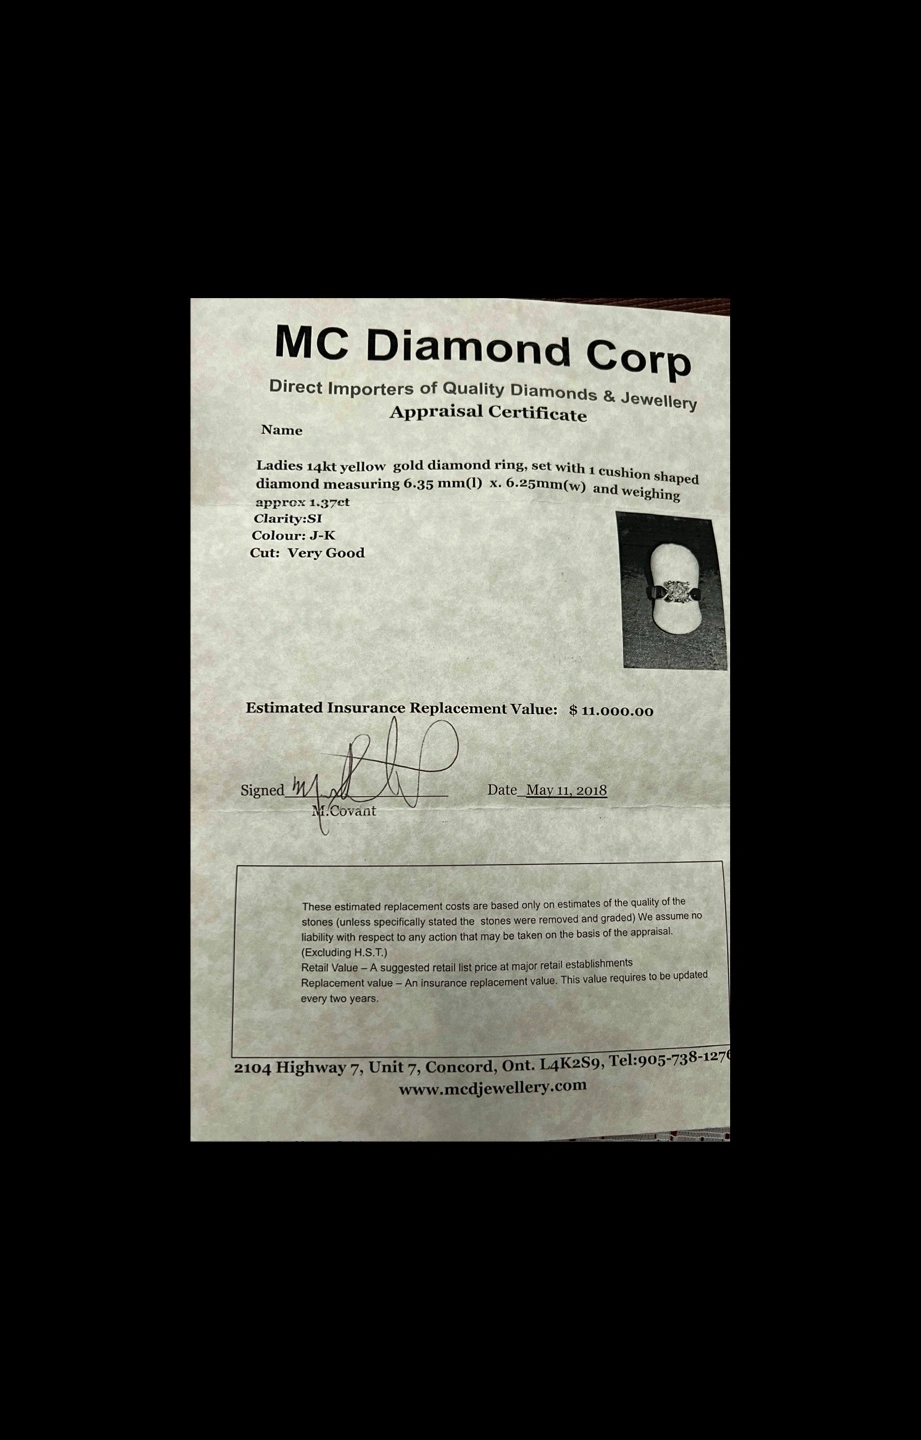 MC Diamond Corp
Direct Importers of Quality Diamonds & Jewellery
Appraisal Certificate
Name
Ladies 14kt yellow gold diamond ring, set with 1 cushion shaped
diamond measuring 6.35 mm(l) x. 6.25mm(w) and weighing
approx 1.37ct
Clarity:SI
Colour: J-K
Cut: Very Good
Estimated Insurance Replacement Value: $ 11.000.00
Signed
Date May 11, 2018
M.Covant
These estimated replacement costs are based only on estimates of the quality of the
stones (unless specifically stated the stones were removed and graded) We assume no
liability with respect to any action that may be taken on the basis of the appraisal.
(Excluding H.S.T.)
Retail Value – A suggested retail list price at major retail establishments
Replacement value – An insurance replacement value. This value requires to be updated
every two years.
2104 Highway 7, Unit 7, Concord, Ont. L4K2S9, Tel:905-738-127
www.mcdjewellery.com